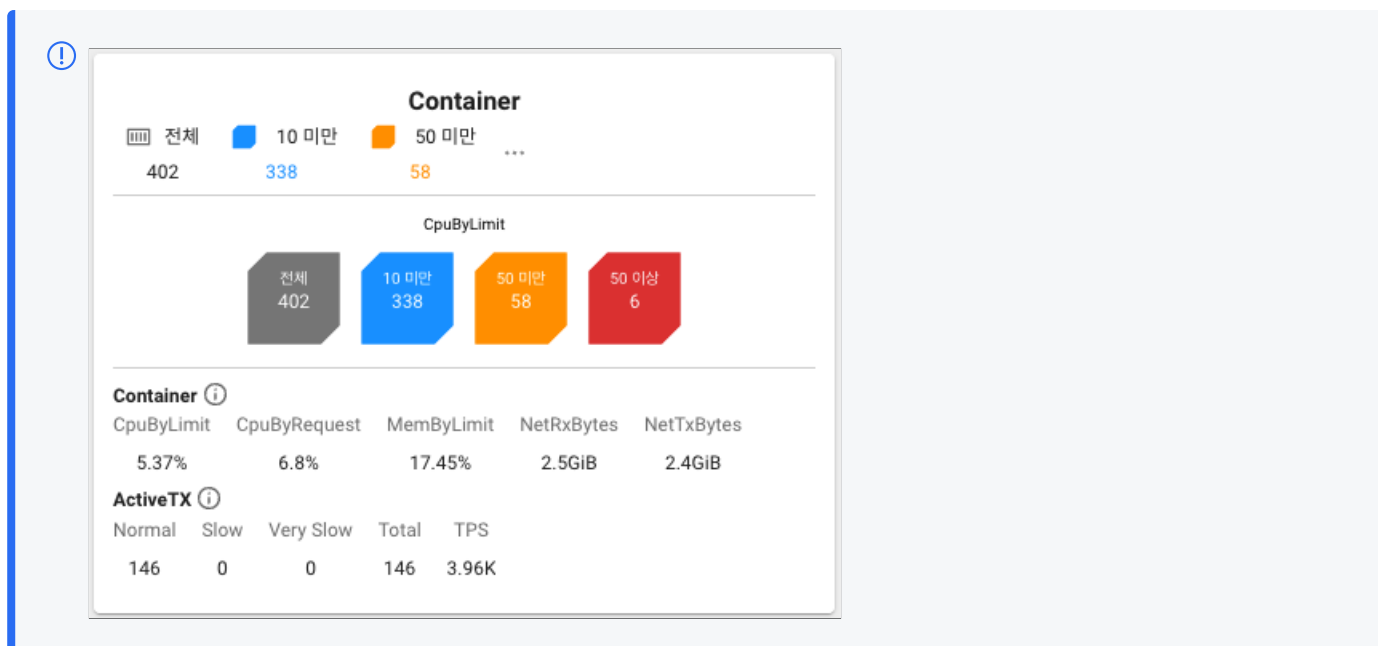 Container
전체 10 미만 50 미만 ...
402 338 58
CpuByLimit
전체 10 미만 50 미만 50 이상
402 338 58 6
Container
CpuByLimit CpuByRequest MemByLimit NetRxBytes NetTxBytes
5.37% 6.8% 17.45% 2.5GiB 2.4GiB
ActiveTX
Normal Slow Very Slow Total TPS
146 0 0 146 3.96K